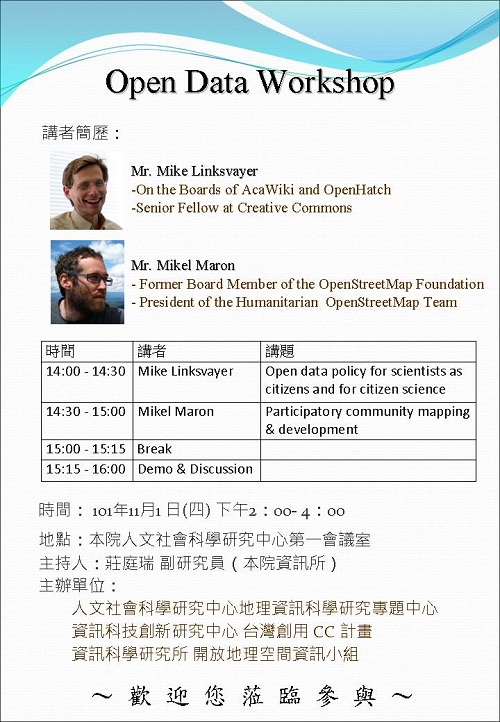 Open Data Workshop
講者簡歷：
Mr. Mike Linksvayer
-On the Boards of AcaWiki and OpenHatch
-Senior Fellow at Creative Commons
Mr. Mikel Maron
- Former Board Member of the OpenStreetMap Foundation
- President of the Humanitarian OpenStreetMap Team
時間 講者 講題
14:00 - 14:30 Mike Linksvayer Open data policy for scientists as
citizens and for citizen science
14:30 - 15:00 Mikel Maron Participatory community mapping
& development
15:00 - 15:15 Break
15:15 - 16:00 Demo & Discussion
時間： 101年11月1 日(四) 下午2：00- 4：00
地點：本院人文社會科學研究中心第一會議室
主持人：莊庭瑞 副研究員（本院資訊所）
主辦單位：
人文社會科學研究中心地理資訊科學研究專題中心
資訊科技創新研究中心 台灣創用 CC 計畫
資訊科學研究所 開放地理空間資訊小組
～ 歡 迎 您 蒞 臨 參 與 ～